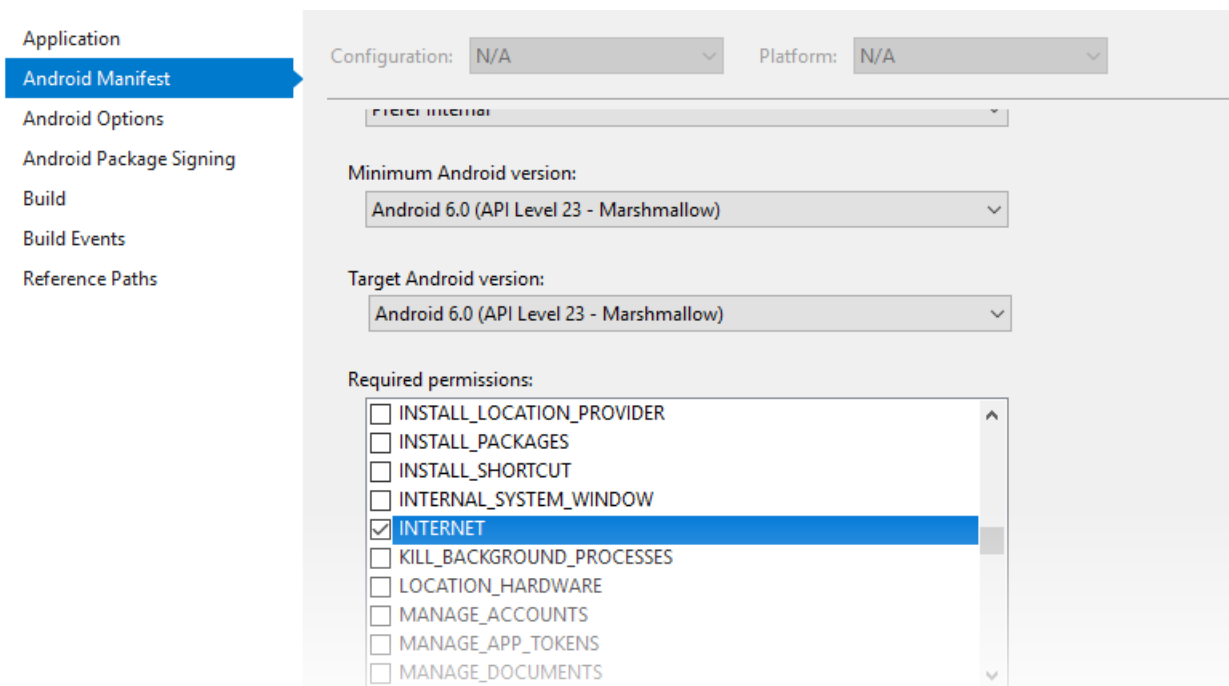 Application
Android Manifest
Android Options
Android Package Signing
Build
Build Events
Reference Paths
Configuration: N/A Platform: N/A
Prefer Internal
Minimum Android version:
Android 6.0 (API Level 23 - Marshmallow)
Target Android version:
Android 6.0 (API Level 23 - Marshmallow)
Required permissions:
INSTALL_LOCATION_PROVIDER
INSTALL_PACKAGES
INSTALL_SHORTCUT
INTERNAL_SYSTEM_WINDOW
INTERNET
KILL_BACKGROUND_PROCESSES
LOCATION_HARDWARE
MANAGE_ACCOUNTS
MANAGE_APP_TOKENS
MANAGE_DOCUMENTS